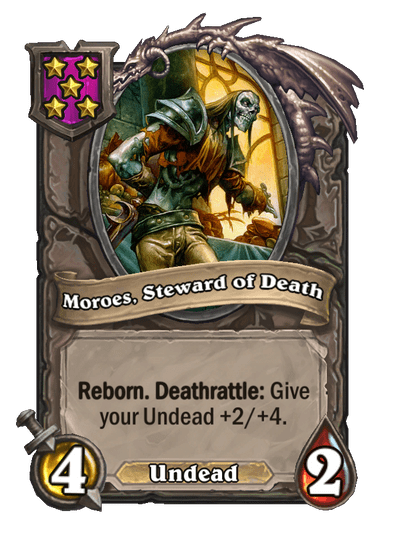 Moroes, Steward of Death
Reborn. Deathrattle: Give
your Undead +2/+4.
4
Undead
2